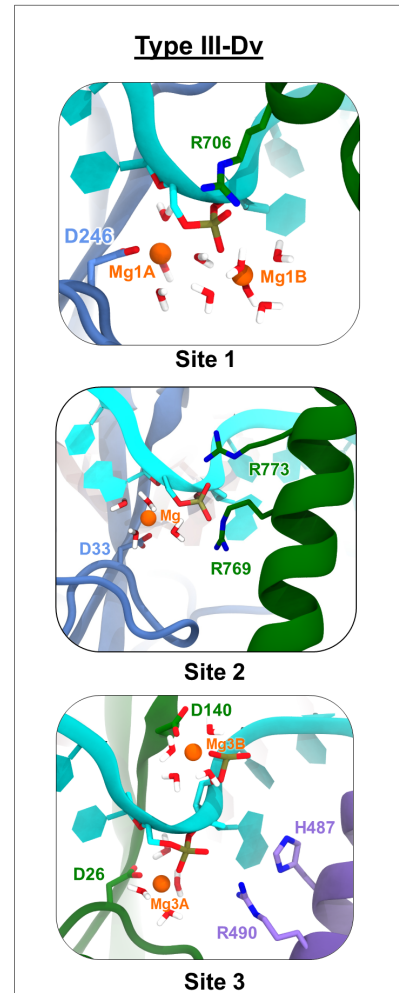 Type III-Dv
R706
D246
Mg1A
Mg1B
Site 1
R773
Mg
D33
R769
Site 2
D140
Mg3B
H487
D26
Mg3A
R490
Site 3